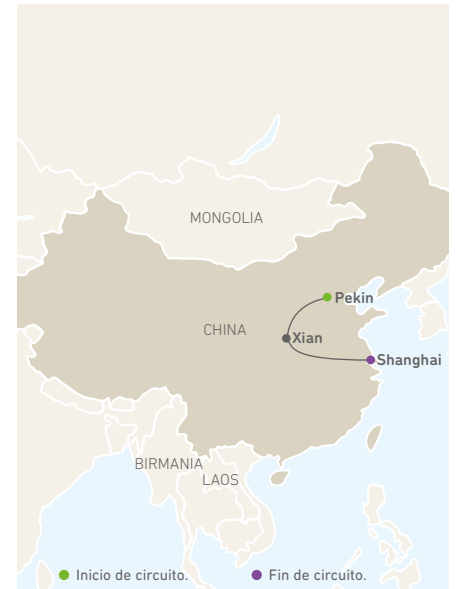 MONGOLIA
Pekin
CHINA
Xian
Shanghai
BIRMANIA
LAOS
Inicio de circuito.
Fin de circuito.